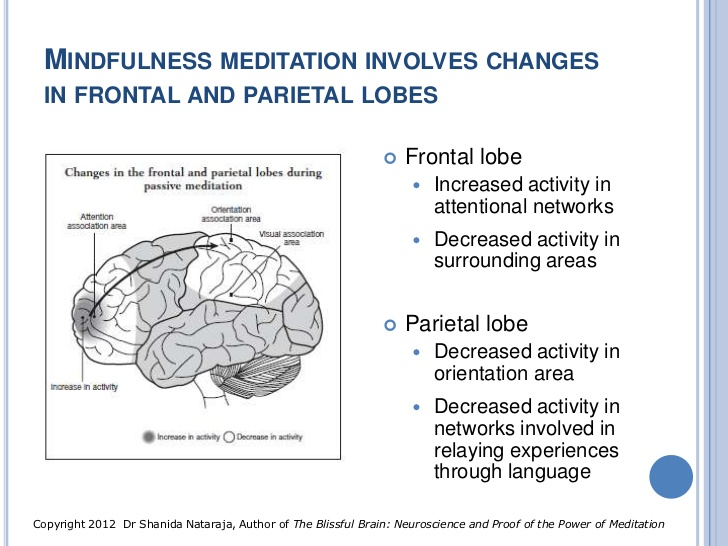 MINDFULNESS MEDITATION INVOLVES CHANGES
IN FRONTAL AND PARIETAL LOBES
Changes in the frontal and parietal lobes during
passive meditation
Attention
association area
Orientation
association area
Visual association
area
Increase in activity
Increase in activity
Decrease in activity
Frontal lobe
Increased activity in
attentional networks
Decreased activity in
surrounding areas
Parietal lobe
Decreased activity in
orientation area
Decreased activity in
networks involved in
relaying experiences
through language
Copyright 2012 Dr Shanida Nataraja, Author of The Blissful Brain: Neuroscience and Proof of the Power of Meditation